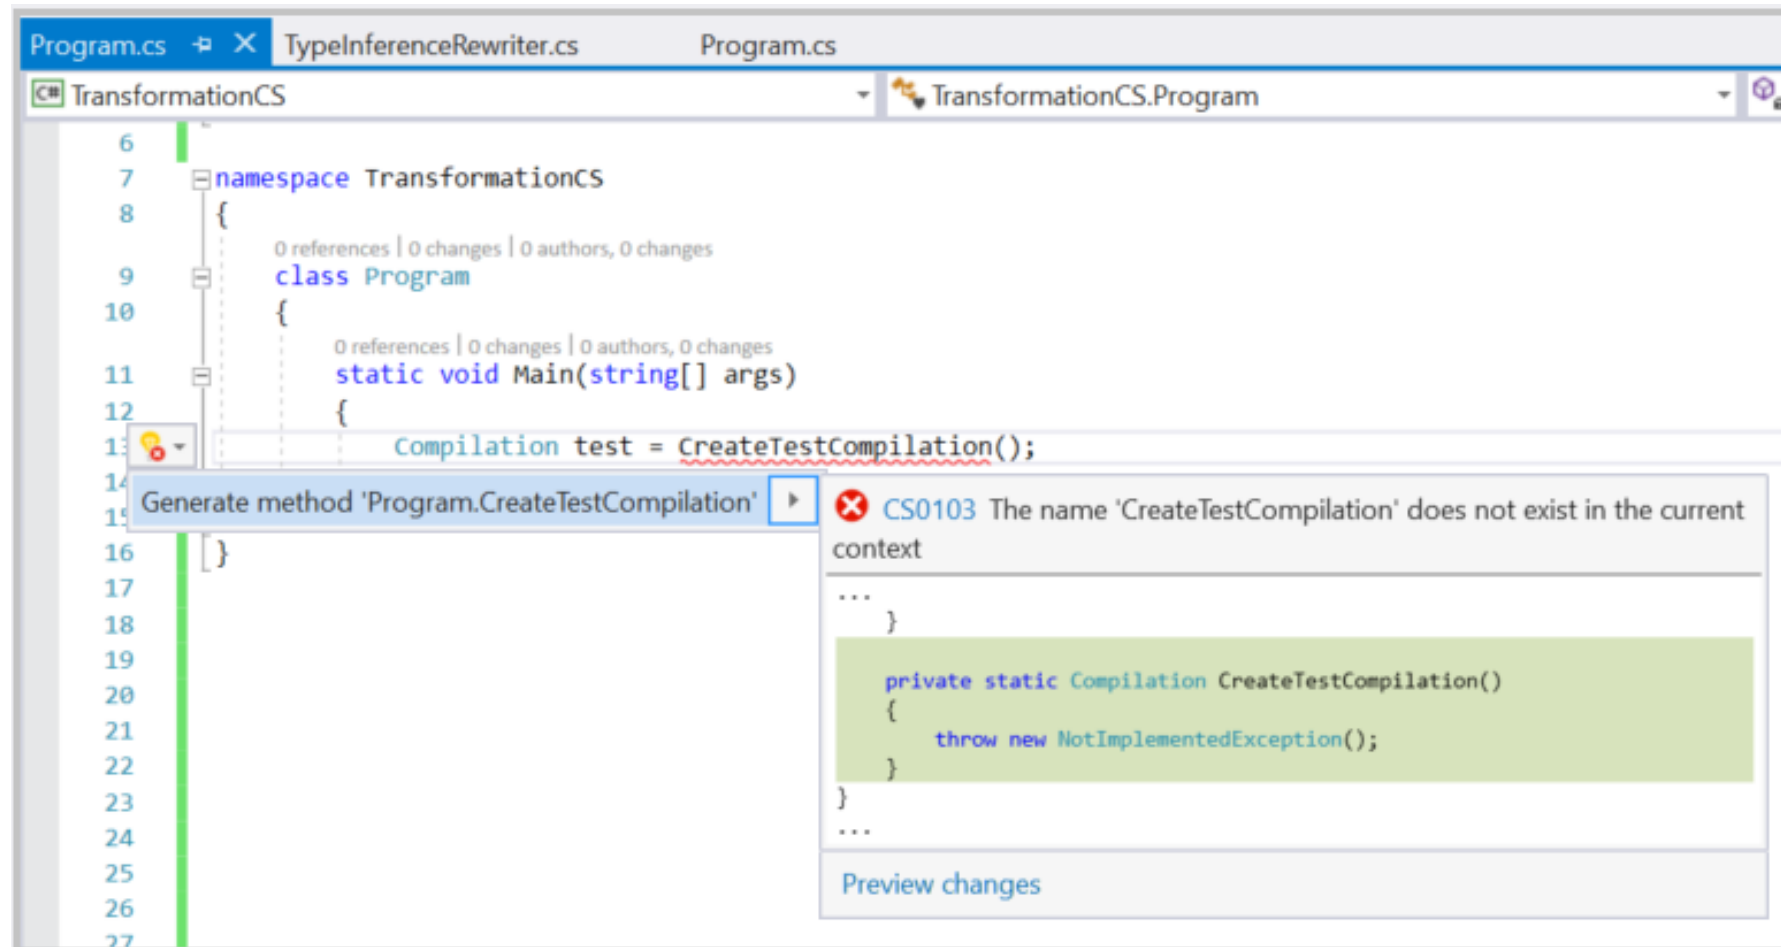 Program.cs TypeInferenceRewriter.cs Program.cs
C# TransformationCS TransformationCS.Program
6
7 namespace TransformationCS
8 {
0 references | 0 changes | 0 authors, 0 changes
9 class Program
10 {
0 references | 0 changes | 0 authors, 0 changes
11 static void Main(string[] args)
12 {
13 Compilation test = CreateTestCompilation();
14
Generate method 'Program.CreateTestCompilation'
15
16 }
17
18
19
20
21
22
23
24
25
26
27
CS0103 The name 'CreateTestCompilation' does not exist in the current
context
...
}
private static Compilation CreateTestCompilation()
{
throw new NotImplementedException();
}
}
...
Preview changes